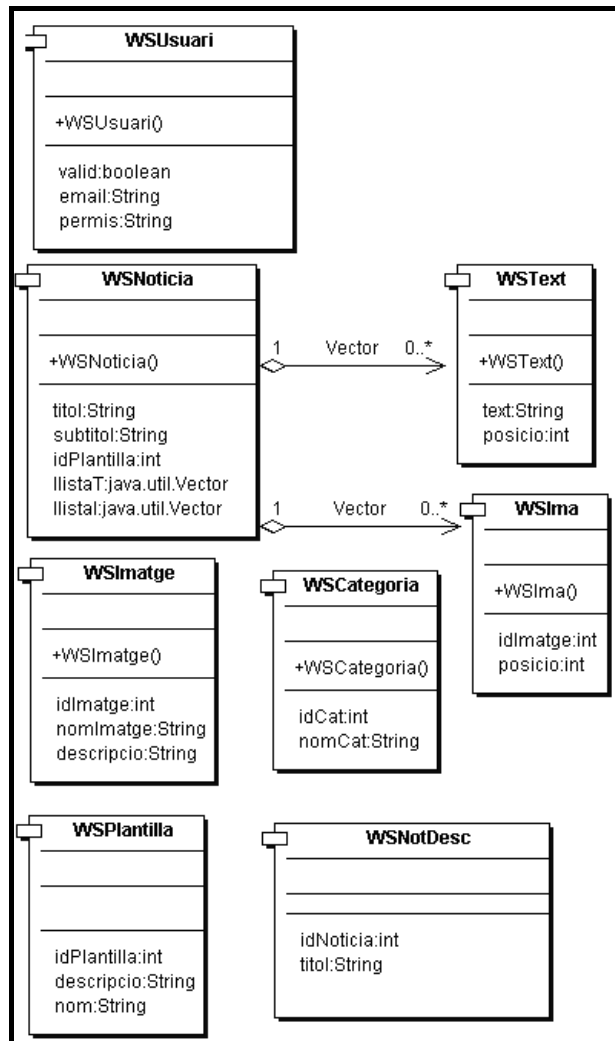 WSUsuari
+WSUsuari()
valid:boolean
email:String
permis:String
WSNoticia
+WSNoticia()
titol:String
subtitol:String
idPlantilla:int
llistaT:java.util.Vector
llistaI:java.util.Vector
1 Vector 0..*
WSText
+WSText()
text:String
posicio:int
1 Vector 0..*
WSIma
+WSIma()
idImatge:int
posicio:int
WSImatge
+WSImatge()
idImatge:int
nomImatge:String
descripcio:String
WSCategoria
+WSCategoria()
idCat:int
nomCat:String
WSPlantilla
idPlantilla:int
descripcio:String
nom:String
WSNotDesc
idNoticia:int
titol:String